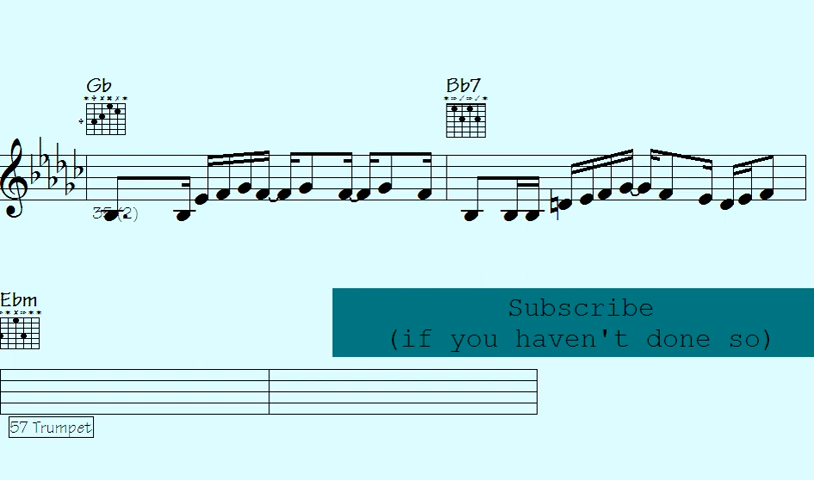 Gb
Bb7
35 (2)
Ebm
Subscribe
(if you haven't done so)
57 Trumpet